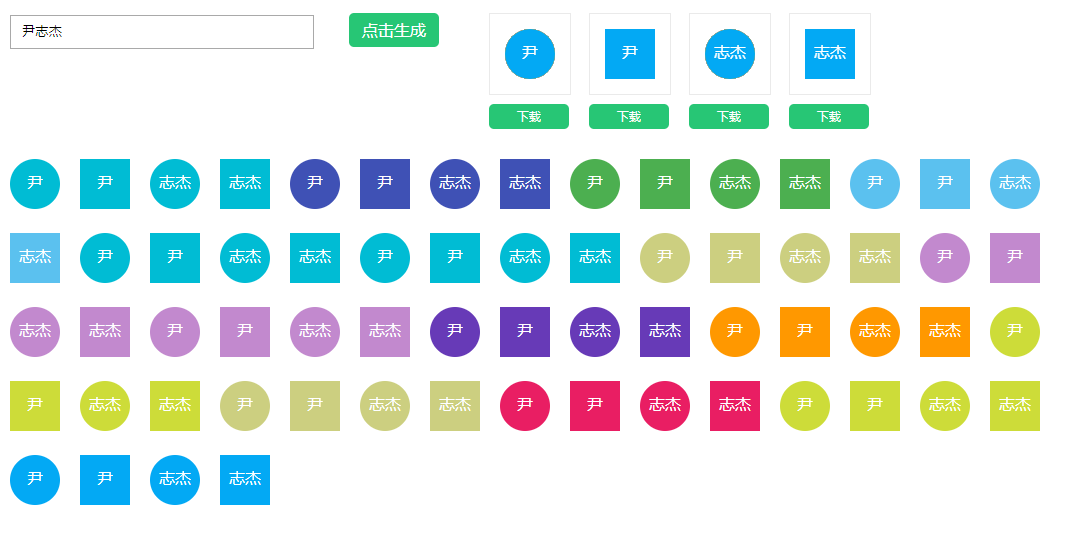 尹志杰 点击生成
尹 尹 志杰 志杰
下载 下载 下载 下载
尹 尹 志杰 志杰 尹 尹 志杰 志杰 尹 尹 志杰 志杰 尹 尹 志杰
志杰 尹 尹 志杰 志杰 尹 尹 志杰 志杰 尹 尹 志杰 志杰 尹 尹
志杰 志杰 尹 尹 志杰 志杰 尹 尹 志杰 志杰 尹 尹 志杰 志杰 尹
尹 志杰 志杰 尹 尹 志杰 志杰 尹 尹 志杰 志杰 尹 尹 志杰 志杰
尹 尹 志杰 志杰